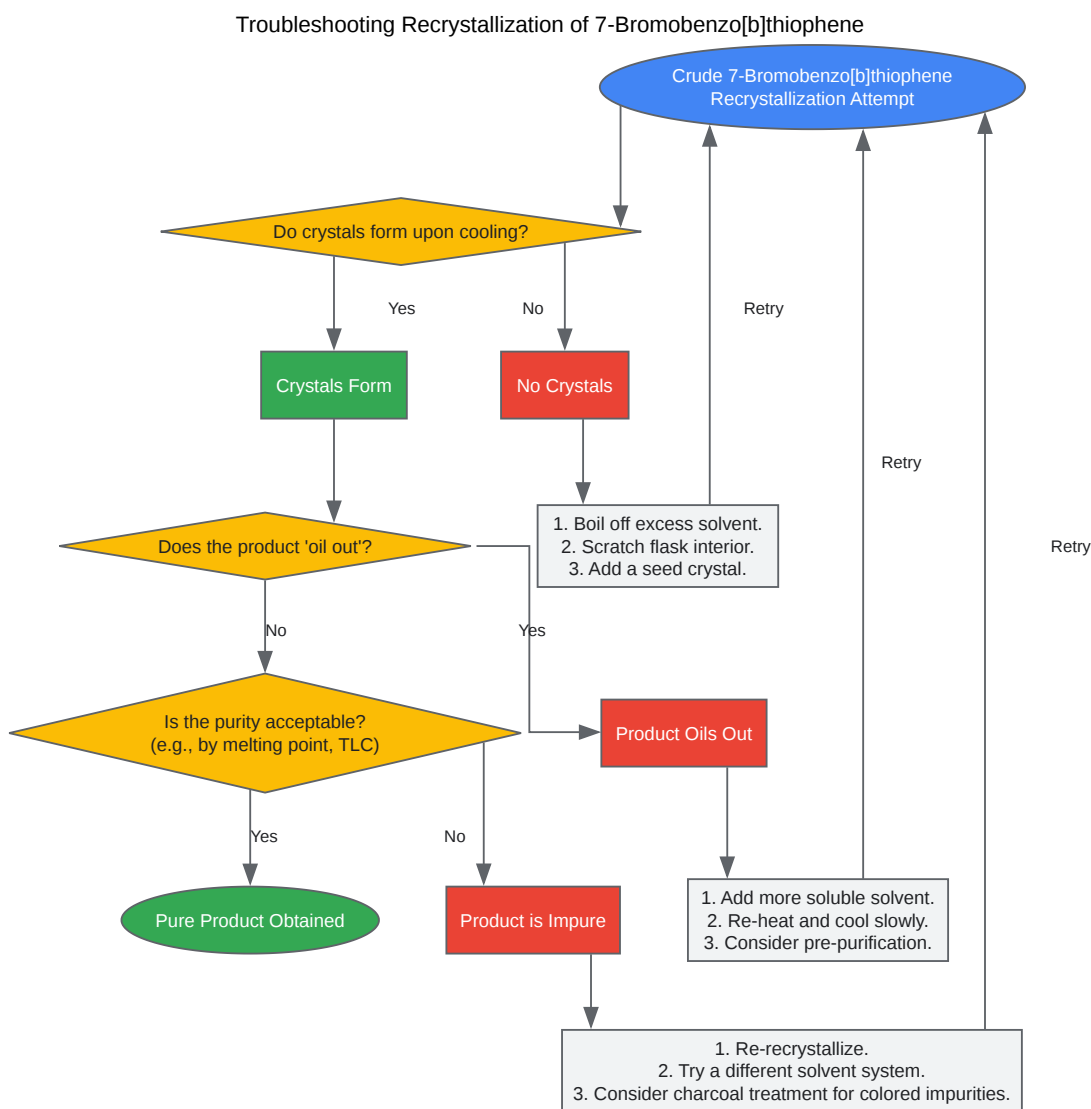 Troubleshooting Recrystallization of 7-Bromobenzo[b]thiophene
Crude 7-Bromobenzo[b]thiophene
Recrystallization Attempt
Do crystals form upon cooling?
Yes
No
Retry
Crystals Form
No Crystals
Retry
1. Boil off excess solvent.
2. Scratch flask interior.
3. Add a seed crystal.
Does the product 'oil out'?
Retry
No
Yes
Is the purity acceptable?
(e.g., by melting point, TLC)
Product Oils Out
Yes
No
Pure Product Obtained
Product is Impure
1. Add more soluble solvent.
2. Re-heat and cool slowly.
3. Consider pre-purification.
1. Re-recrystallize.
2. Try a different solvent system.
3. Consider charcoal treatment for colored impurities.